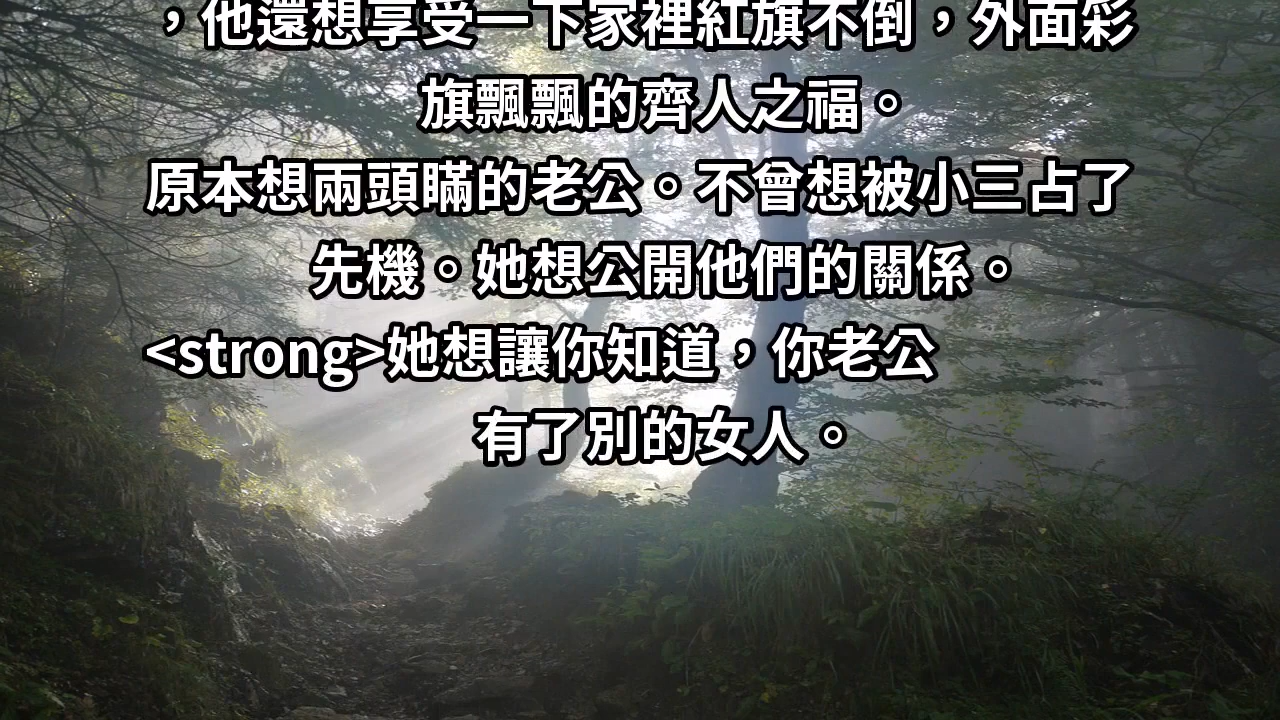 ，他還想享受一下家裡紅旗不倒，外面彩
旗飄飄的齊人之福。
原本想兩頭瞞的老公。不曾想被小三占了
先機。她想公開他們的關係。
<strong>她想讓你知道，你老公
有了別的女人。